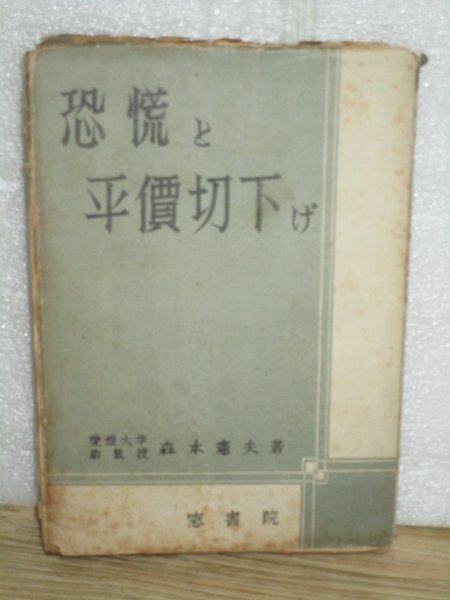 恐慌と
平價切下げ
愛媛大学
助教授
森本憲夫著
窓書院